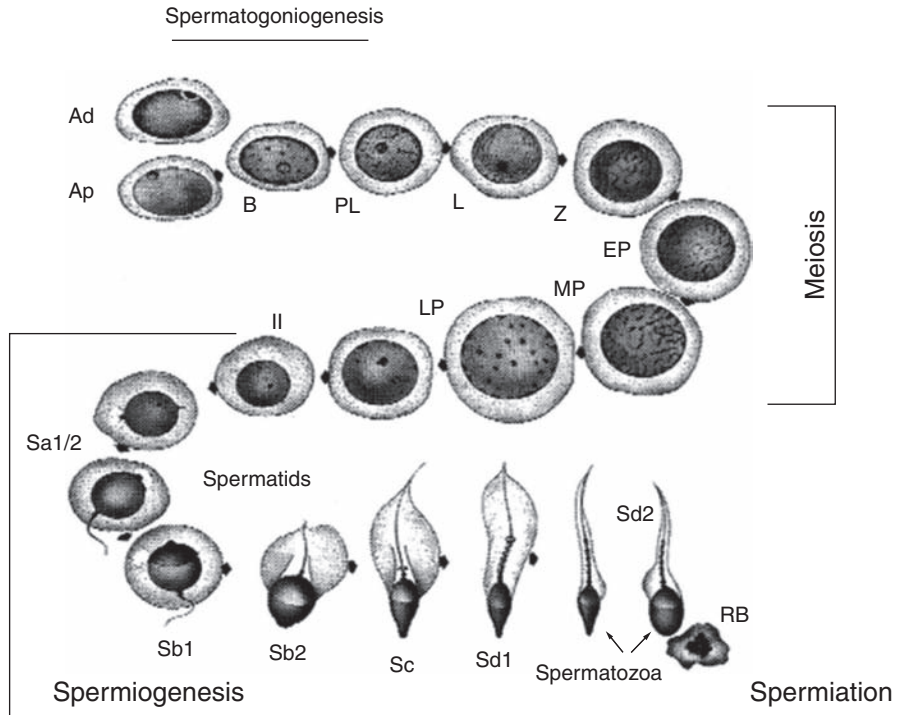 Spermatogoniogenesis
Ad
Ap
B
PL
L
Z
EP
Meiosis
MP
LP
II
Sa1/2
Spermatids
Sb1
Sb2
Sc
Sd1
Sd2
RB
Spermatozoa
Spermiogenesis
Spermiation